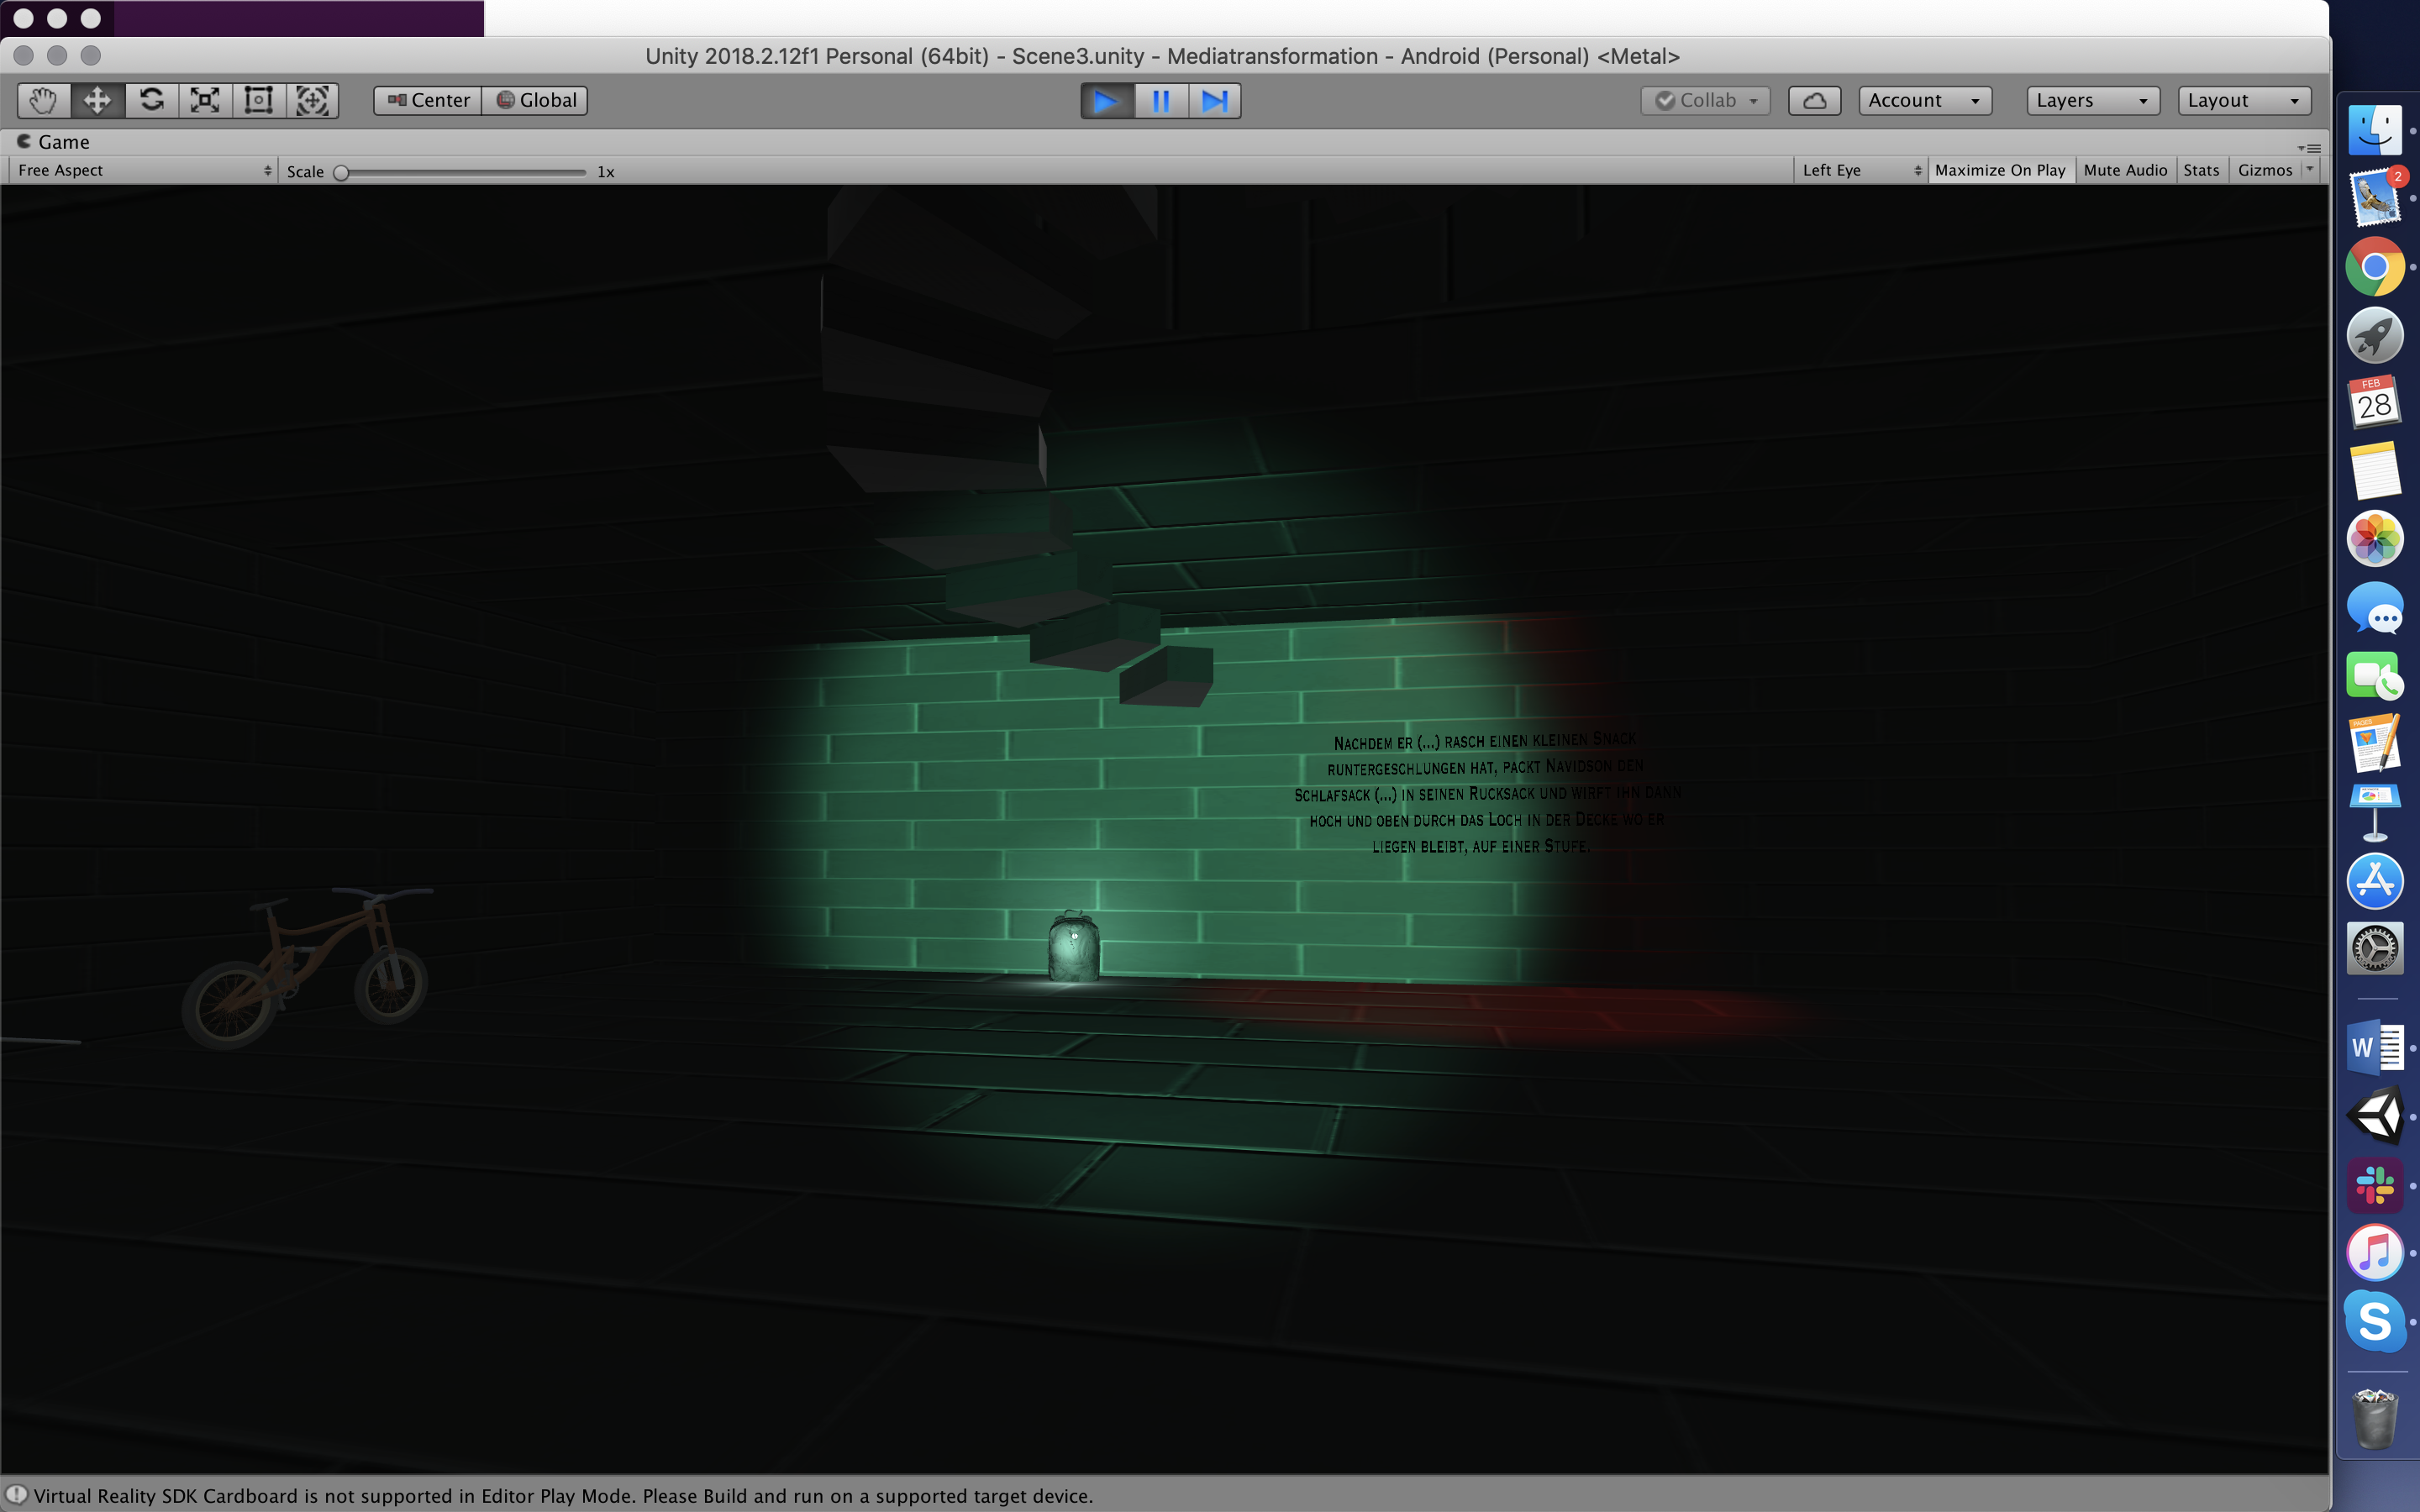 Unity 2018.2.12f1 Personal (64bit) - Scene3.unity - Mediatransformation - Android (Personal) <Metal>
Center Global Collab Account Layers Layout
Game
Free Aspect Scale 1x Left Eye Maximize On Play Mute Audio Stats Gizmos
2
FEB
28
Nachdem er (...) rasch einen kleinen Snack
runtergeschlungen hat, packt Navidson den
Schlafsack (...) in seinen Rucksack und wirft ihn dann
hoch und oben durch das Loch in der Decke wo er
liegen bleibt, auf einer Stufe.
PAGES
W
S
Virtual Reality SDK Cardboard is not supported in Editor Play Mode. Please Build and run on a supported target device.